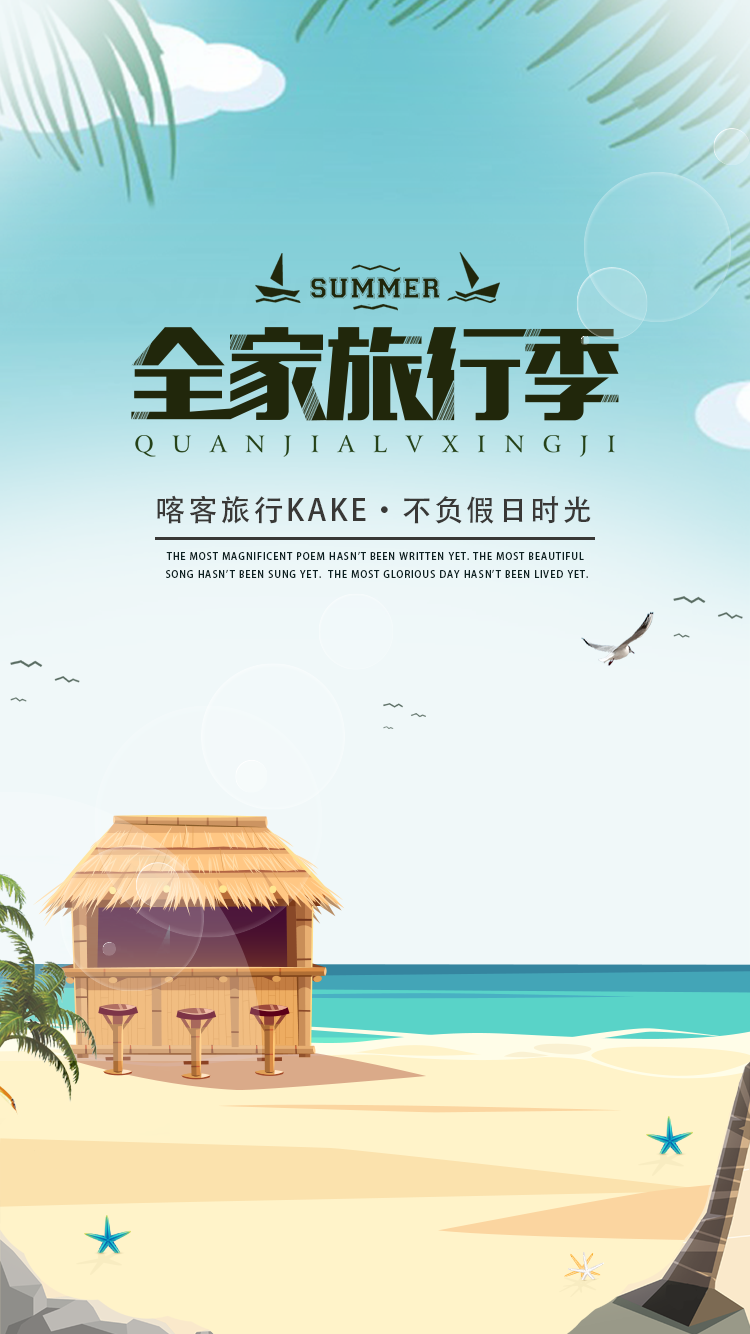 SUMMER
全家旅行季
QUANJIALVXINGJI
喀客旅行KAKE·不负假日时光
THE MOST MAGNIFICENT POEM HASN'T BEEN WRITTEN YET. THE MOST BEAUTIFUL
SONG HASN'T BEEN SUNG YET. THE MOST GLORIOUS DAY HASN'T BEEN LIVED YET.